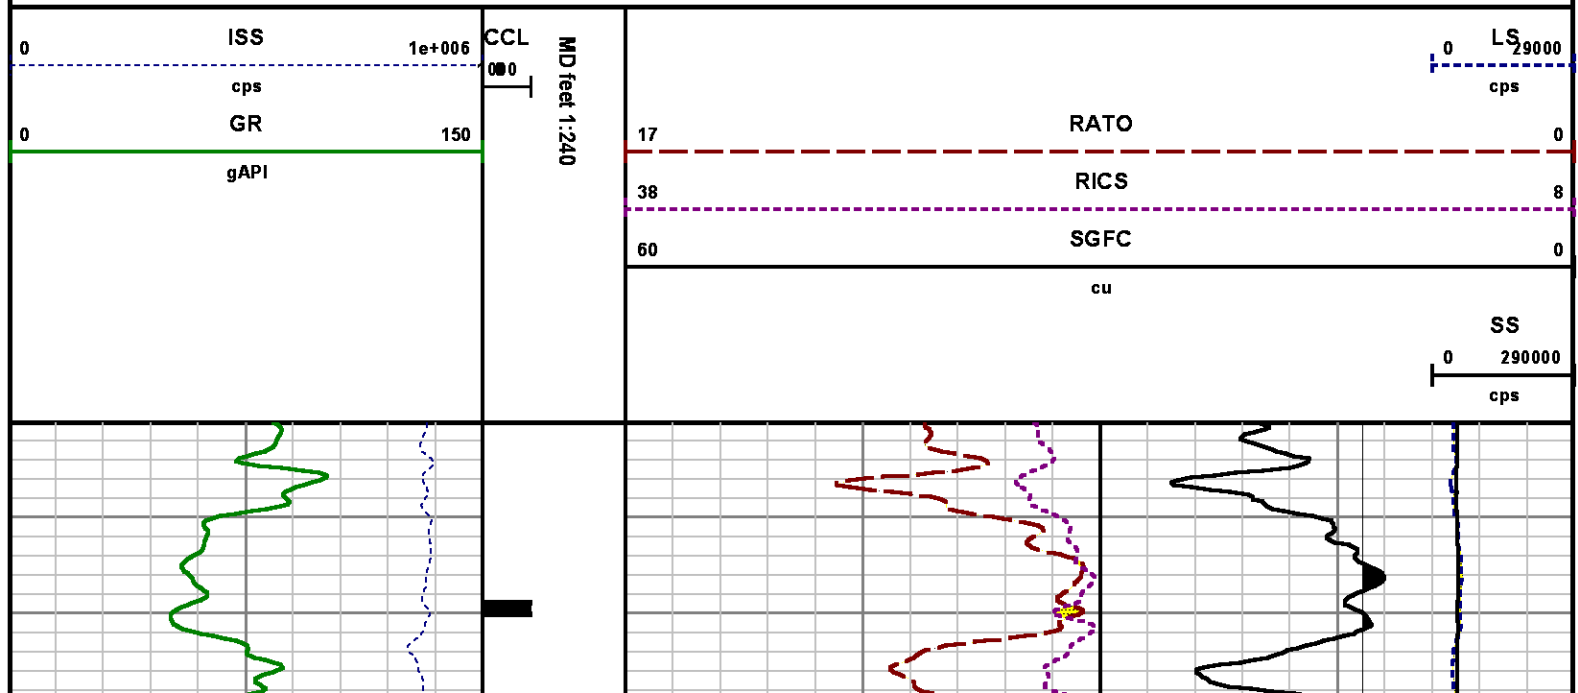 ISS
0 1e+006
cps
GR
0 150
gAPI
CCL
MD feet 1:240
LS
0 29000
cps
RATO
17 0
RICS
38 8
SGFC
60 0
cu
SS
0 290000
cps